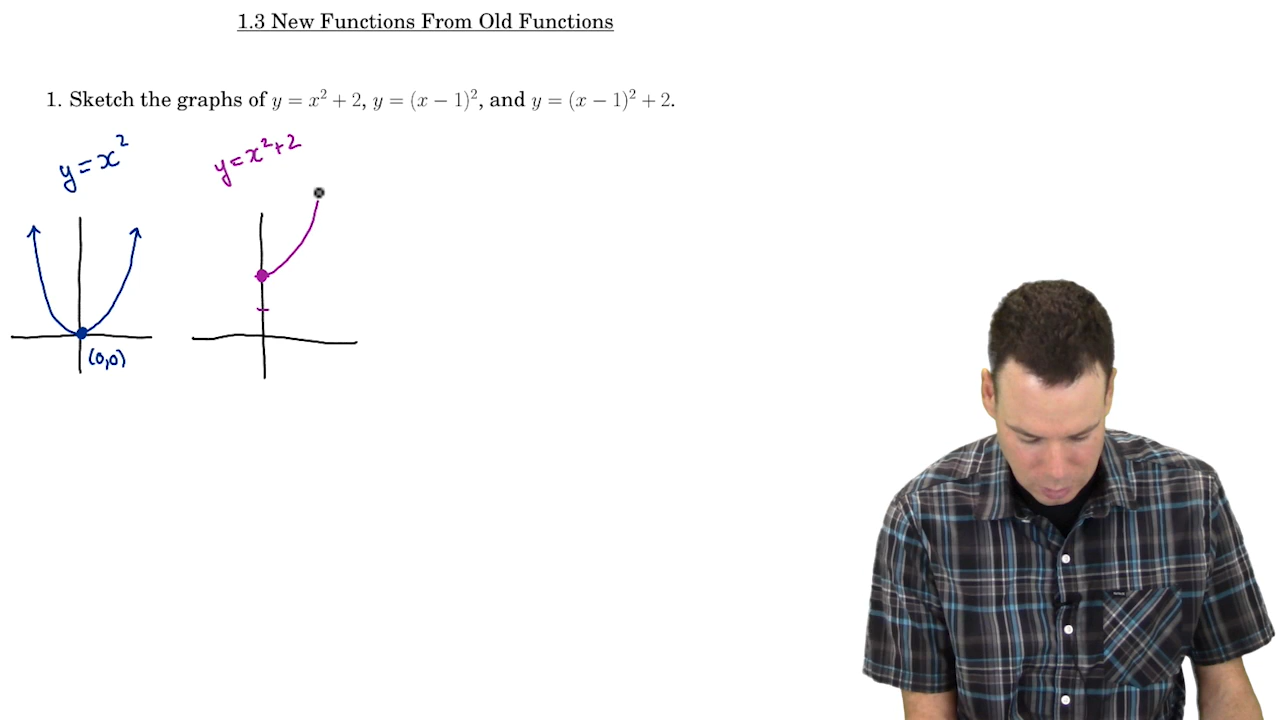 1.3 New Functions From Old Functions
1. Sketch the graphs of y = x² + 2, y = (x − 1)², and y = (x − 1)² + 2.
y = x²
y = x² + 2
(0,0)